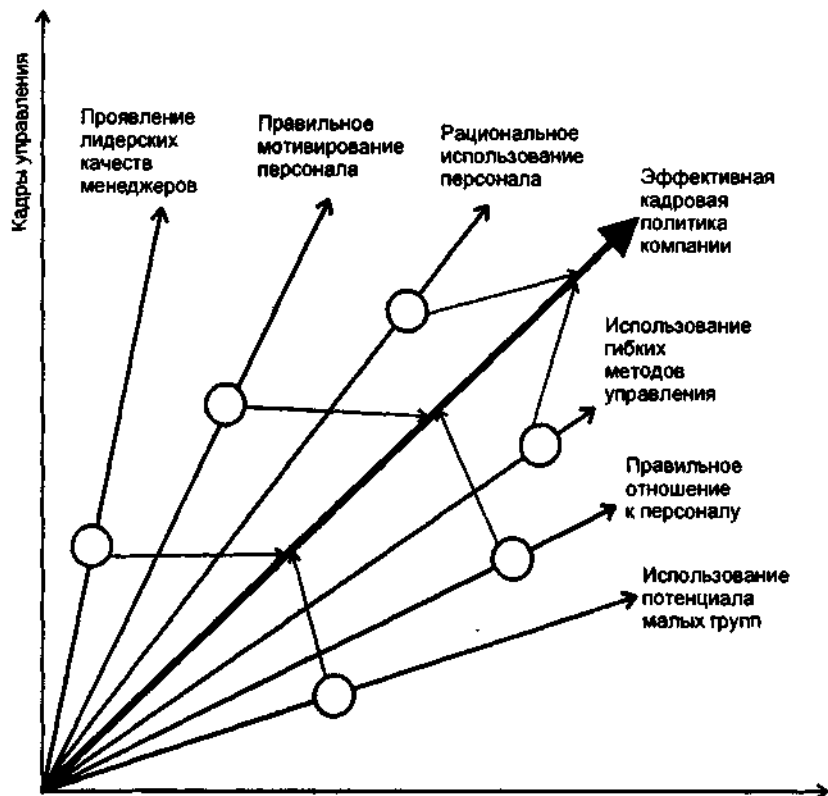 Кадры управления
Проявление
лидерских
качеств
менеджеров
Правильное
мотивирование
персонала
Рациональное
использование
персонала
Эффективная
кадровая
политика
компании
Использование
гибких
методов
управления
Правильное
отношение
к персоналу
Использование
потенциала
малых групп